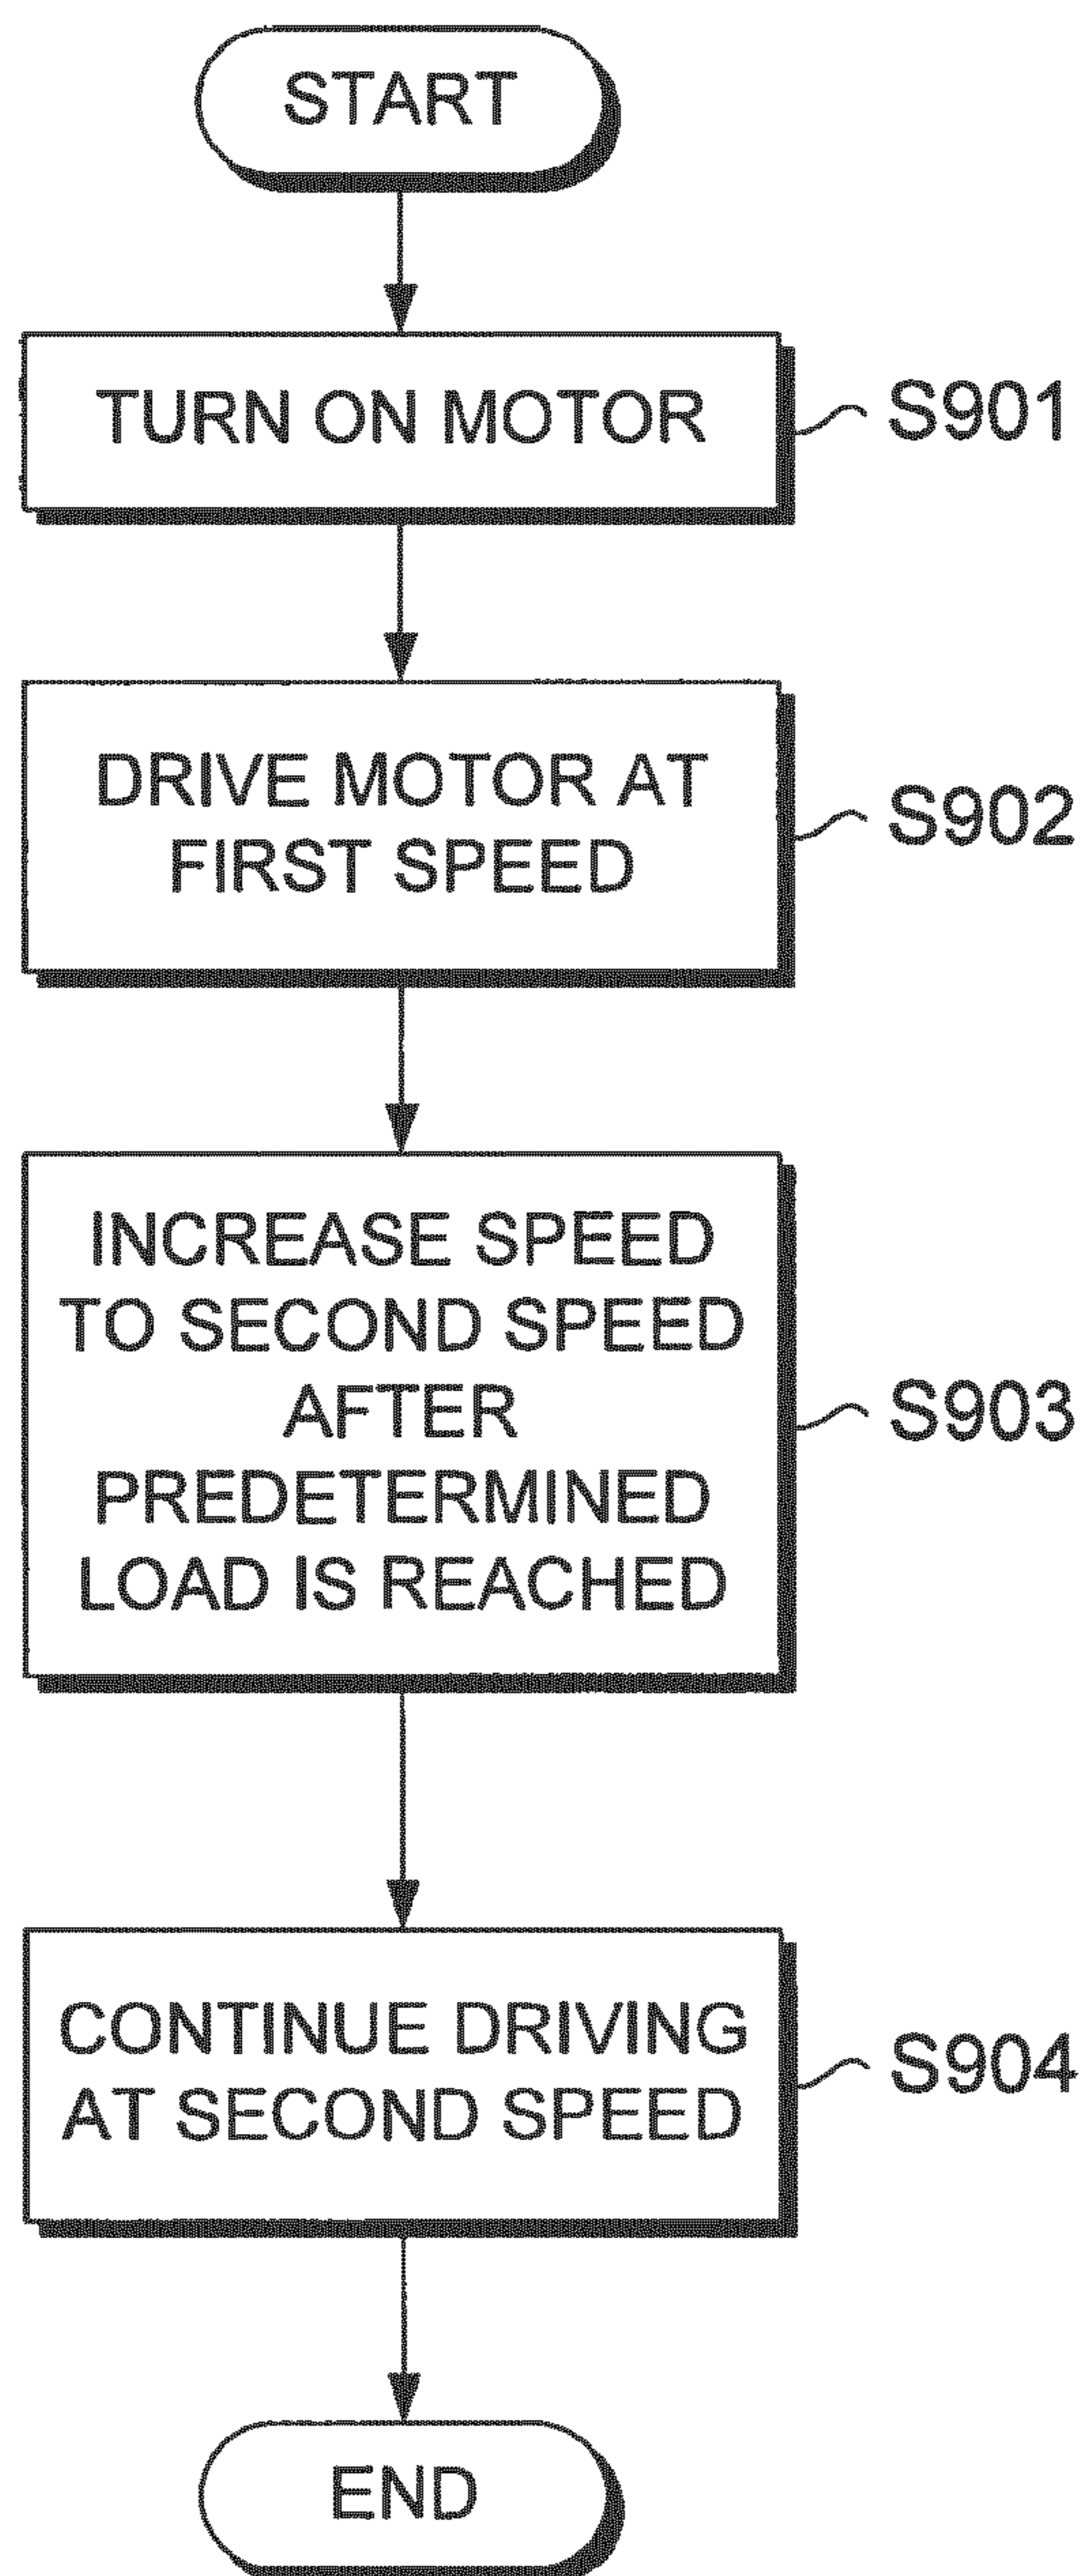 START
TURN ON MOTOR
S901
DRIVE MOTOR AT
FIRST SPEED
S902
INCREASE SPEED
TO SECOND SPEED
AFTER
PREDETERMINED
LOAD IS REACHED
S903
CONTINUE DRIVING
AT SECOND SPEED
S904
END